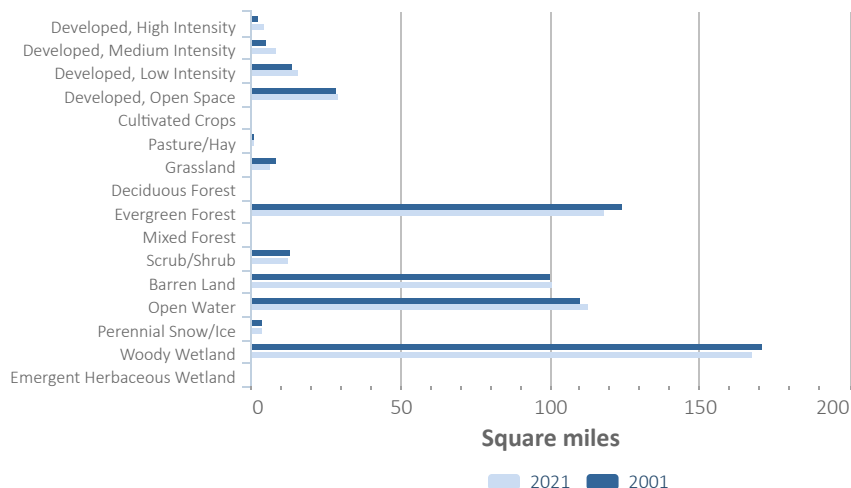 Developed, High Intensity
Developed, Medium Intensity
Developed, Low Intensity
Developed, Open Space
Cultivated Crops
Pasture/Hay
Grassland
Deciduous Forest
Evergreen Forest
Mixed Forest
Scrub/Shrub
Barren Land
Open Water
Perennial Snow/Ice
Woody Wetland
Emergent Herbaceous Wetland
0 50 100 150 200
Square miles
2021 2001